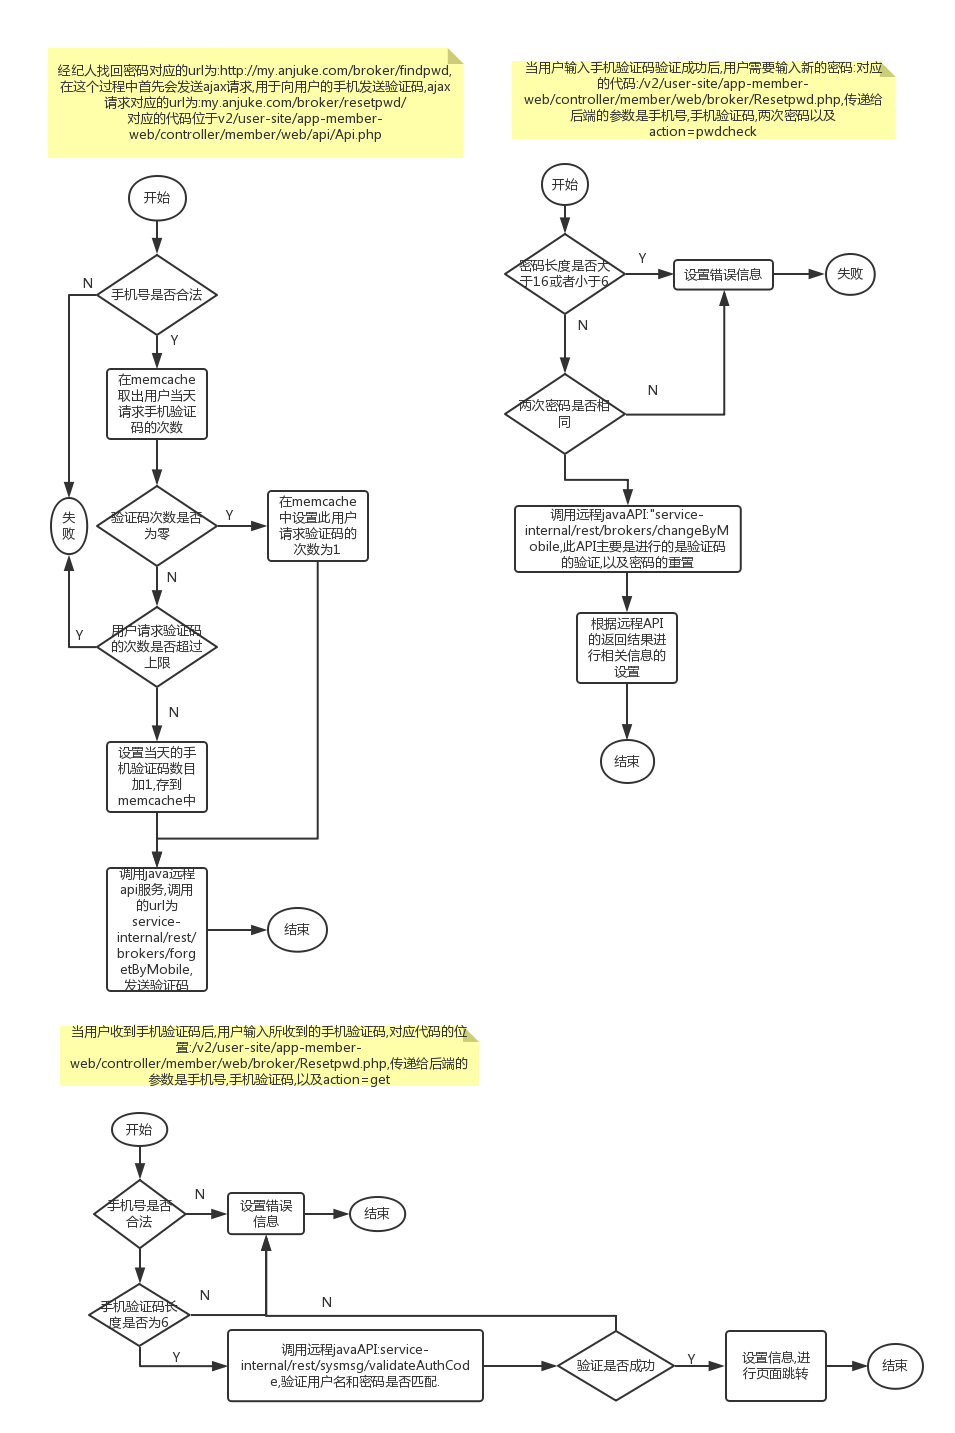 经纪人找回密码对应的url为:http://my.anjuke.com/broker/findpwd,
在这个过程中首先会发送ajax请求,用于向用户的手机发送验证码,ajax
请求对应的url为:my.anjuke.com/broker/resetpwd/
对应的代码位于v2/user-site/app-member-
web/controller/member/web/api/Api.php
开始
手机号是否合法
N
Y
在memcache
取出用户当天
请求手机验证
码的次数
失
败
验证码次数是否
为零
Y
在memcache
中设置此用户
请求验证码的
次数为1
N
用户请求验证码
的次数是否超过
上限
Y
N
设置当天的手
机验证码数目
加1,存到
memcache中
调用java远程
api服务,调用
的url为
service-
internal/rest/
brokers/forg
etByMobile,
发送验证码
结束
当用户输入手机验证码验证成功后,用户需要输入新的密码:对应
的代码:/v2/user-site/app-member-
web/controller/member/web/broker/Resetpwd.php,传递给
后端的参数是手机号,手机验证码,两次密码以及
action=pwdcheck
开始
密码长度是否大
于16或者小于6
Y
设置错误信息
失败
N
两次密码是否相
同
N
调用远程javaAPI:"service-
internal/rest/brokers/changeByM
obile,此API主要是进行的是验证码
的验证,以及密码的重置
根据远程API
的返回结果进
行相关信息的
设置
结束
当用户收到手机验证码后,用户输入所收到的手机验证码,对应代码的位
置:/v2/user-site/app-member-
web/controller/member/web/broker/Resetpwd.php,传递给后端的
参数是手机号,手机验证码,以及action=get
开始
手机号是否
合法
N
设置错误
信息
结束
手机验证码长
度是否为6
N
N
Y
调用远程javaAPI:service-
internal/rest/sysmsg/validateAuthCod
e,验证用户名和密码是否匹配.
验证是否成功
Y
设置信息,进
行页面跳转
结束